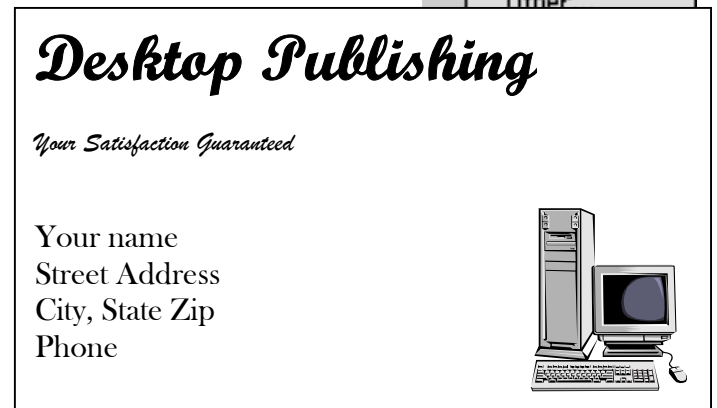 Desktop Publishing
Your Satisfaction Guaranteed
Your name
Street Address
City, State Zip
Phone